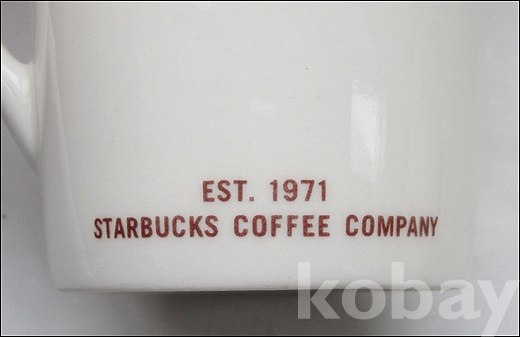 EST. 1971
STARBUCKS COFFEE COMPANY
kobay